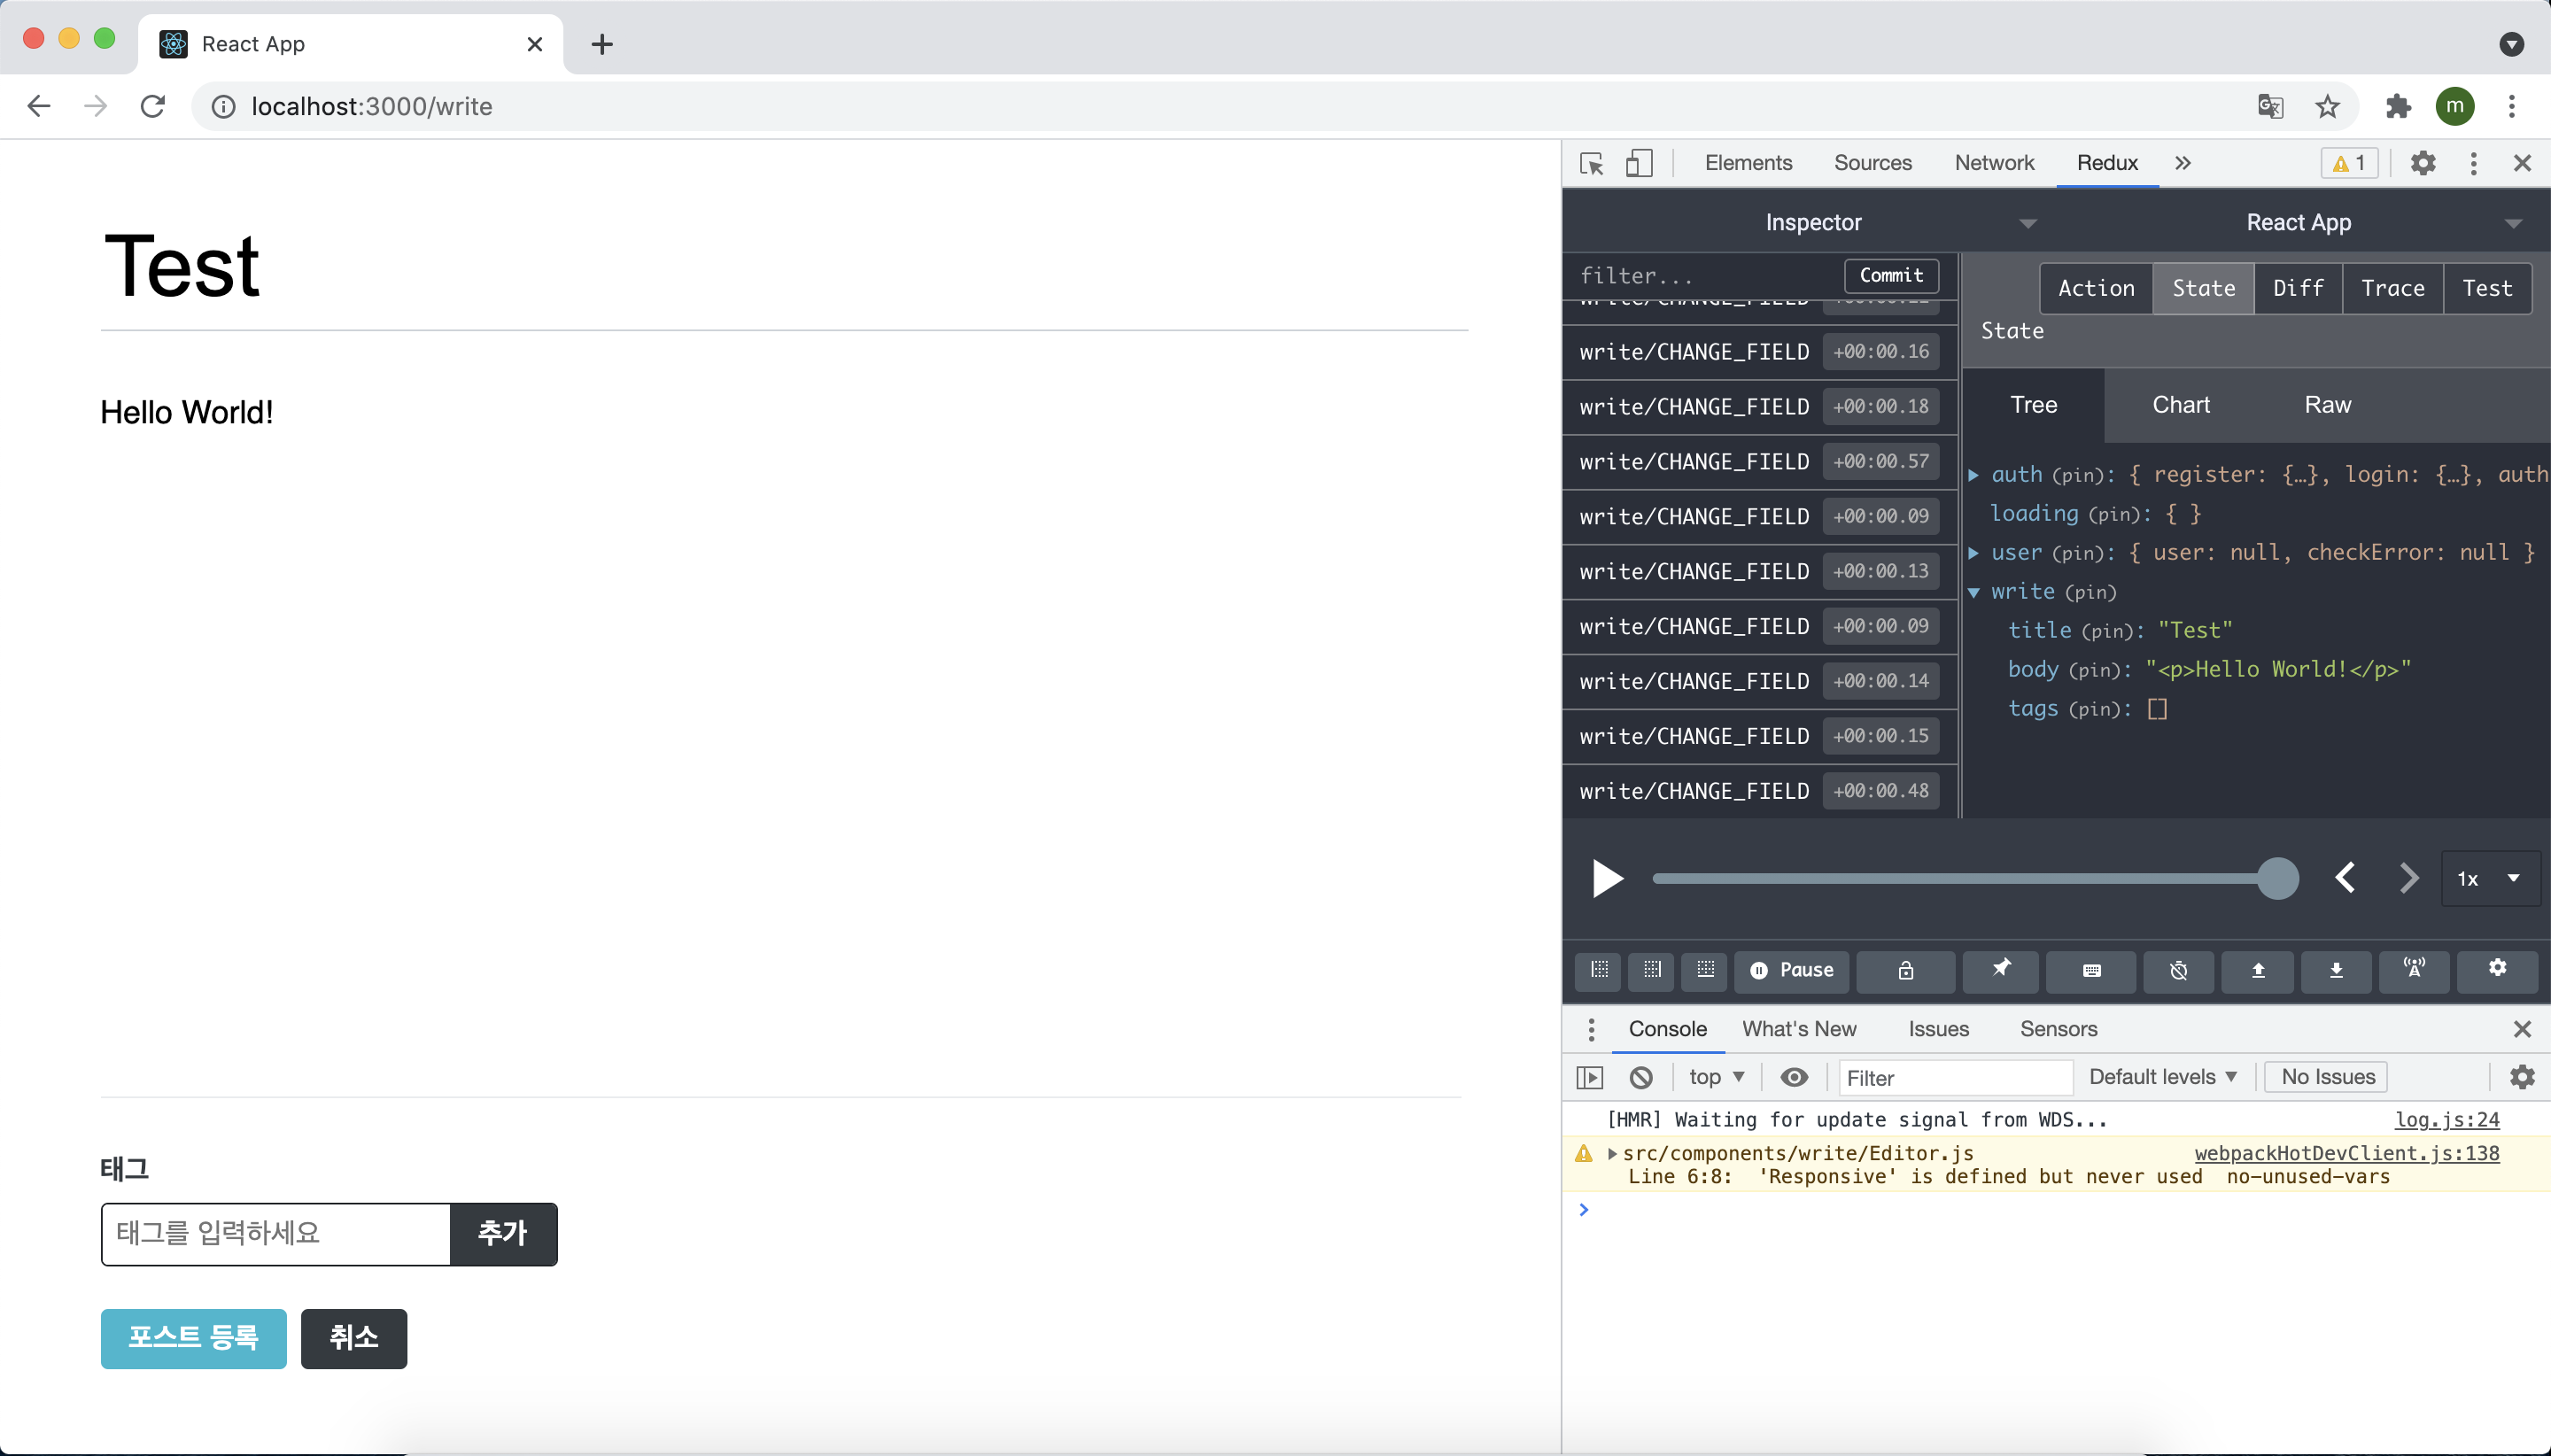 React App
localhost:3000/write
m
Test
Hello World!
태그
태그를 입력하세요 추가
포스트 등록 취소
Elements Sources Network Redux » 1
Inspector React App
filter... Commit
write/CHANGE_FIELD
write/CHANGE_FIELD +00:00.16
write/CHANGE_FIELD +00:00.18
write/CHANGE_FIELD +00:00.57
write/CHANGE_FIELD +00:00.09
write/CHANGE_FIELD +00:00.13
write/CHANGE_FIELD +00:00.09
write/CHANGE_FIELD +00:00.14
write/CHANGE_FIELD +00:00.15
write/CHANGE_FIELD +00:00.48
Action State Diff Trace Test
State
Tree Chart Raw
auth (pin): { register: {…}, login: {…}, auth
loading (pin): { }
user (pin): { user: null, checkError: null }
write (pin)
title (pin): "Test"
body (pin): "<p>Hello World!</p>"
tags (pin): []
1x
Pause
Console What's New Issues Sensors
top Filter Default levels No Issues
[HMR] Waiting for update signal from WDS... log.js:24
src/components/write/Editor.js webpackHotDevClient.js:138
Line 6:8: 'Responsive' is defined but never used no-unused-vars